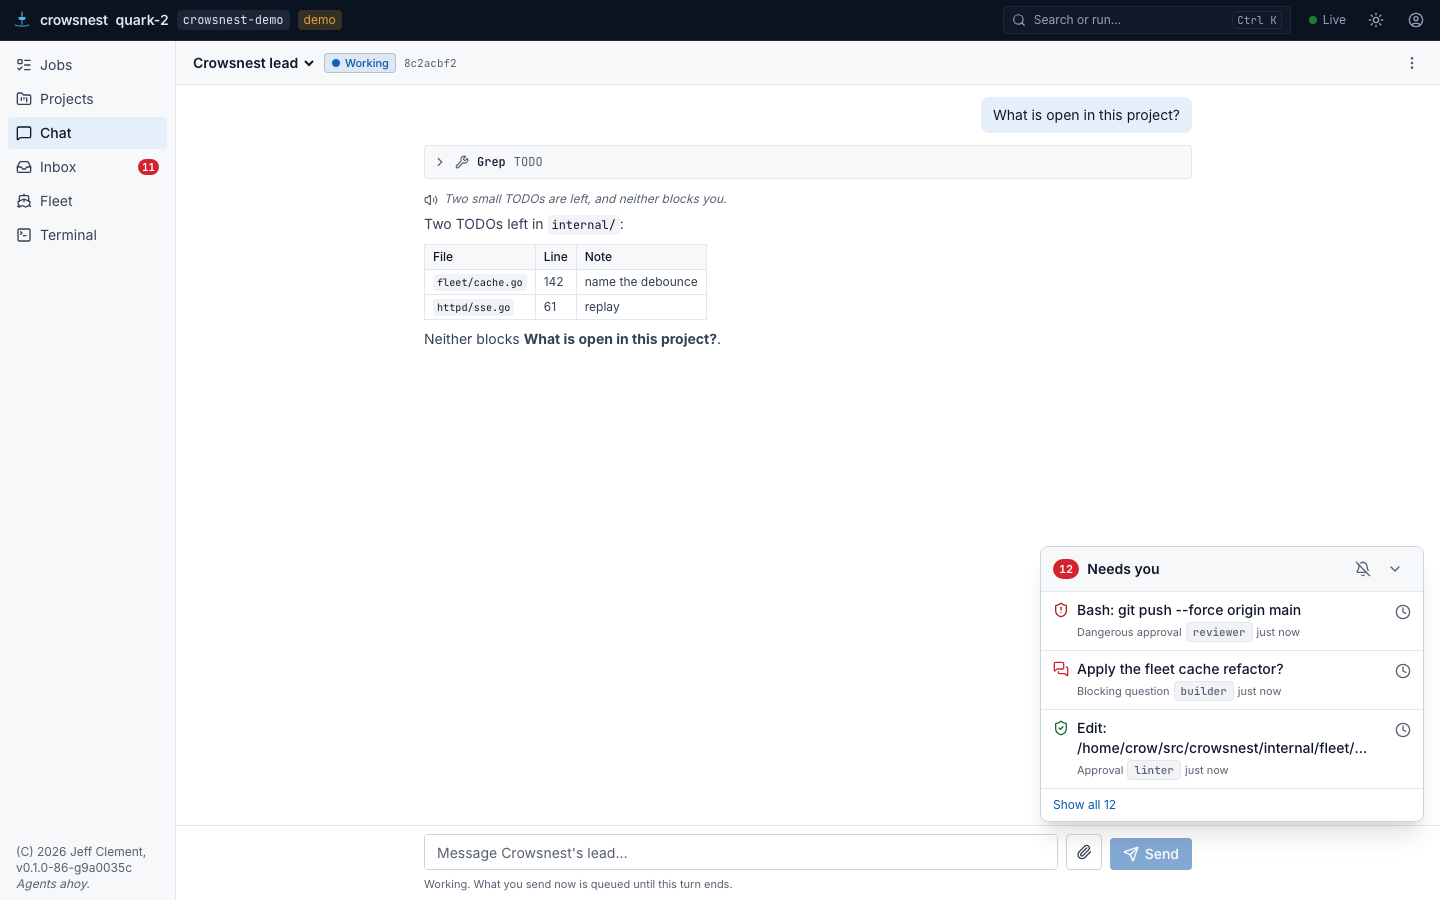 crowsnest quark-2 crowsnest-demo demo
Search or run... Ctrl K
Live
Jobs
Projects
Chat
Inbox 11
Fleet
Terminal
(C) 2026 Jeff Clement,
v0.1.0-86-g9a0035c
Agents ahoy.
Crowsnest lead Working 8c2acbf2
What is open in this project?
Grep TODO
Two small TODOs are left, and neither blocks you.
Two TODOs left in internal/:
File Line Note
fleet/cache.go 142 name the debounce
httpd/sse.go 61 replay
Neither blocks What is open in this project?.
12 Needs you
Bash: git push --force origin main
Dangerous approval reviewer just now
Apply the fleet cache refactor?
Blocking question builder just now
Edit:
/home/crow/src/crowsnest/internal/fleet/...
Approval linter just now
Show all 12
Message Crowsnest's lead...
Send
Working. What you send now is queued until this turn ends.